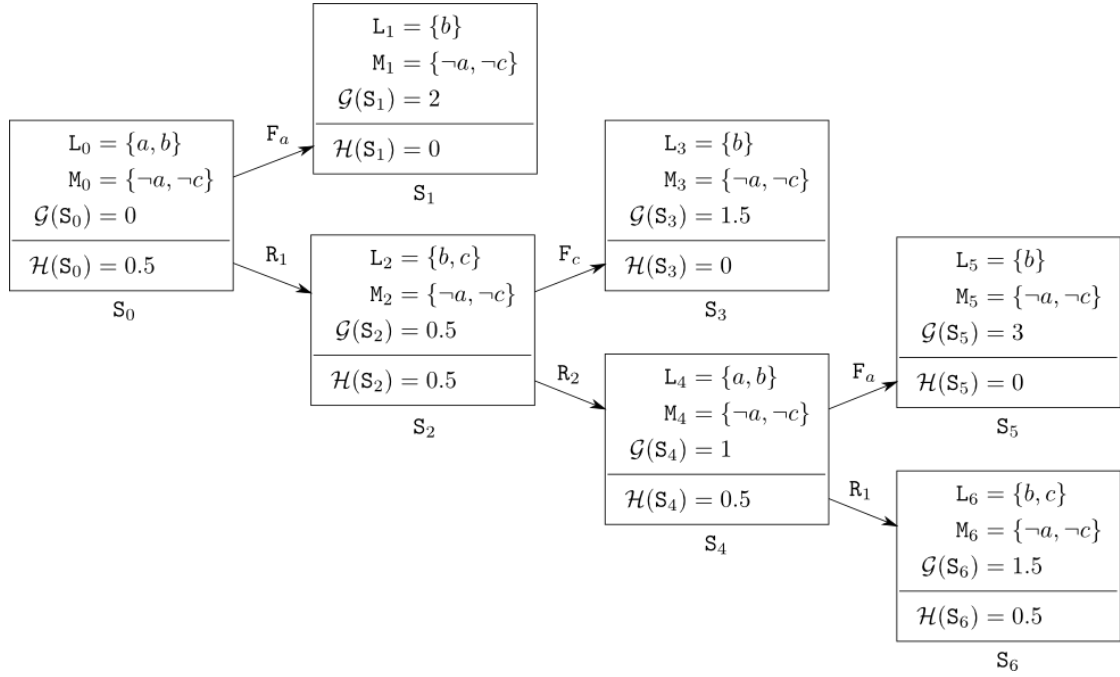 L₀ = {a, b}
M₀ = {¬a, ¬c}
𝒢(S₀) = 0
ℋ(S₀) = 0.5
S₀
Fₐ
R₁
L₁ = {b}
M₁ = {¬a, ¬c}
𝒢(S₁) = 2
ℋ(S₁) = 0
S₁
L₂ = {b, c}
M₂ = {¬a, ¬c}
𝒢(S₂) = 0.5
ℋ(S₂) = 0.5
S₂
F_c
R₂
L₃ = {b}
M₃ = {¬a, ¬c}
𝒢(S₃) = 1.5
ℋ(S₃) = 0
S₃
L₄ = {a, b}
M₄ = {¬a, ¬c}
𝒢(S₄) = 1
ℋ(S₄) = 0.5
S₄
Fₐ
R₁
L₅ = {b}
M₅ = {¬a, ¬c}
𝒢(S₅) = 3
ℋ(S₅) = 0
S₅
L₆ = {b, c}
M₆ = {¬a, ¬c}
𝒢(S₆) = 1.5
ℋ(S₆) = 0.5
S₆